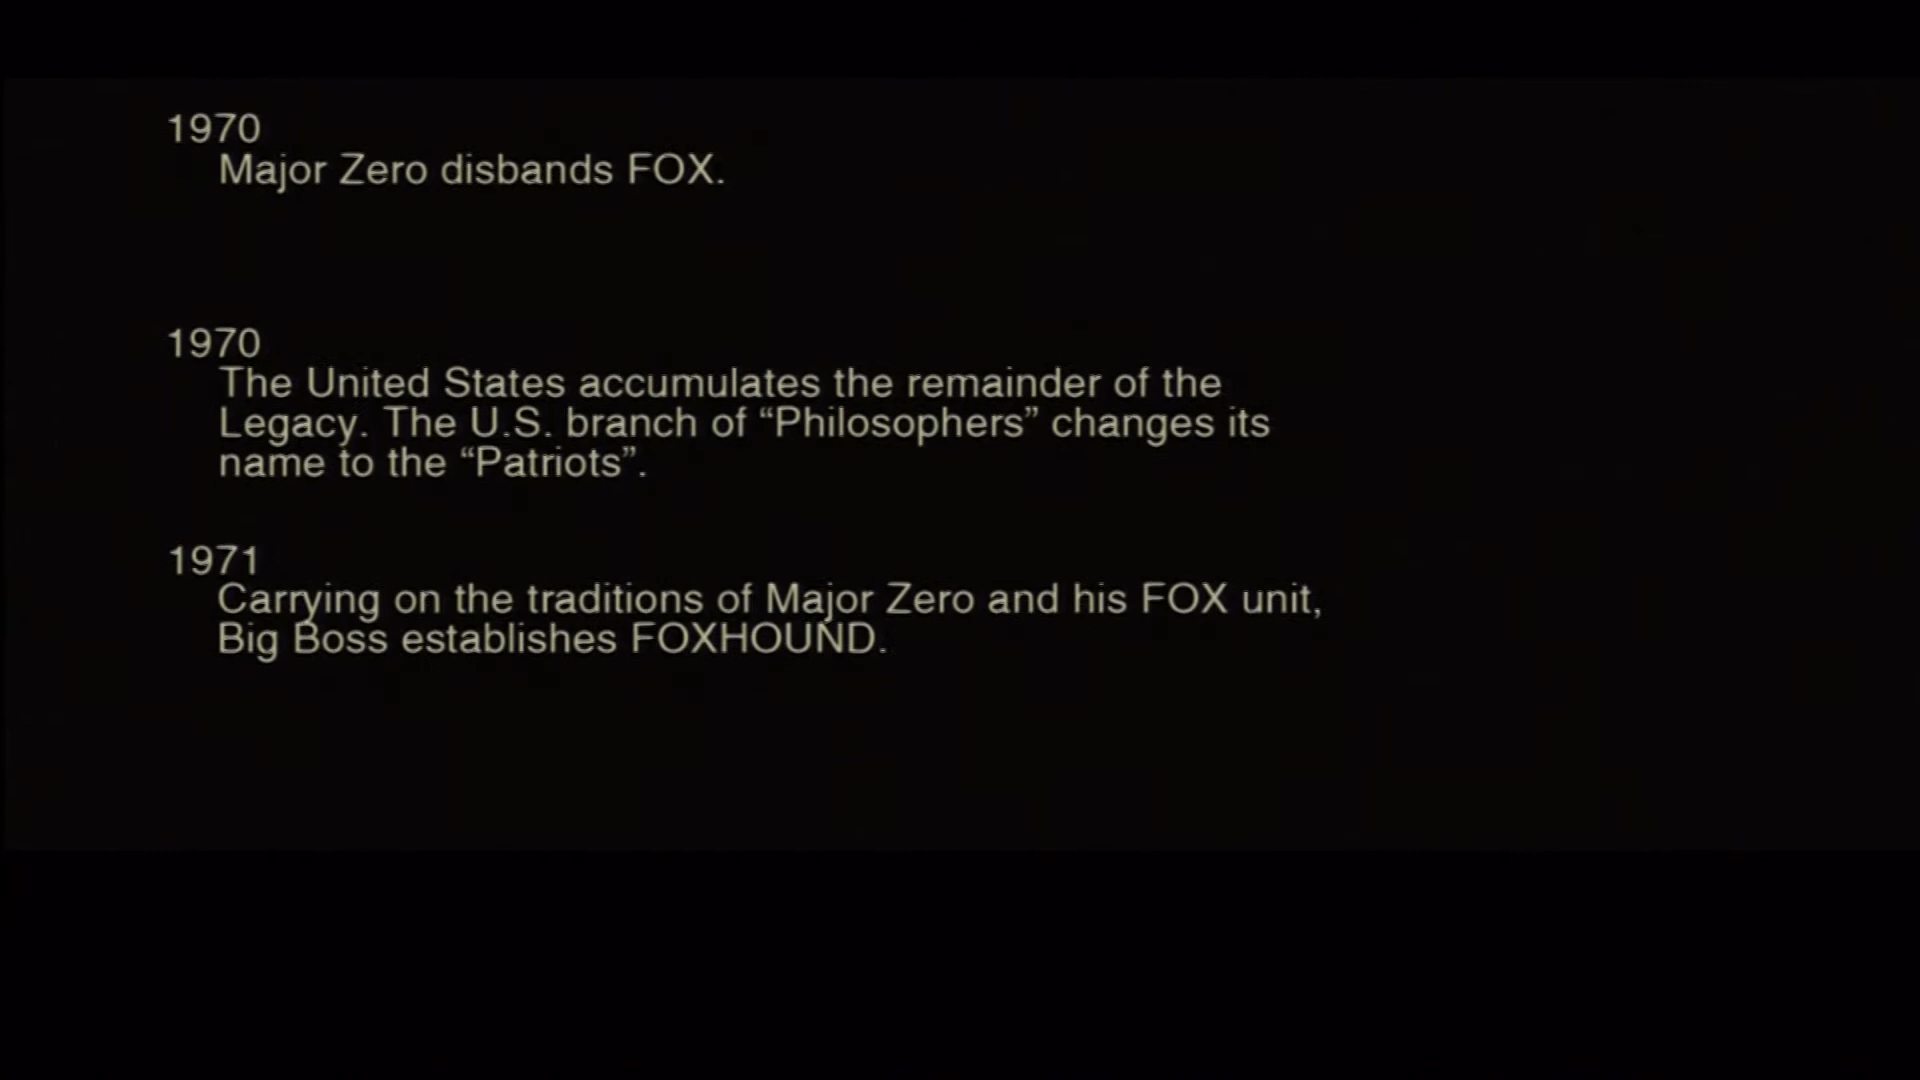 1970
Major Zero disbands FOX.
1970
The United States accumulates the remainder of the
Legacy. The U.S. branch of “Philosophers” changes its
name to the “Patriots”.
1971
Carrying on the traditions of Major Zero and his FOX unit,
Big Boss establishes FOXHOUND.